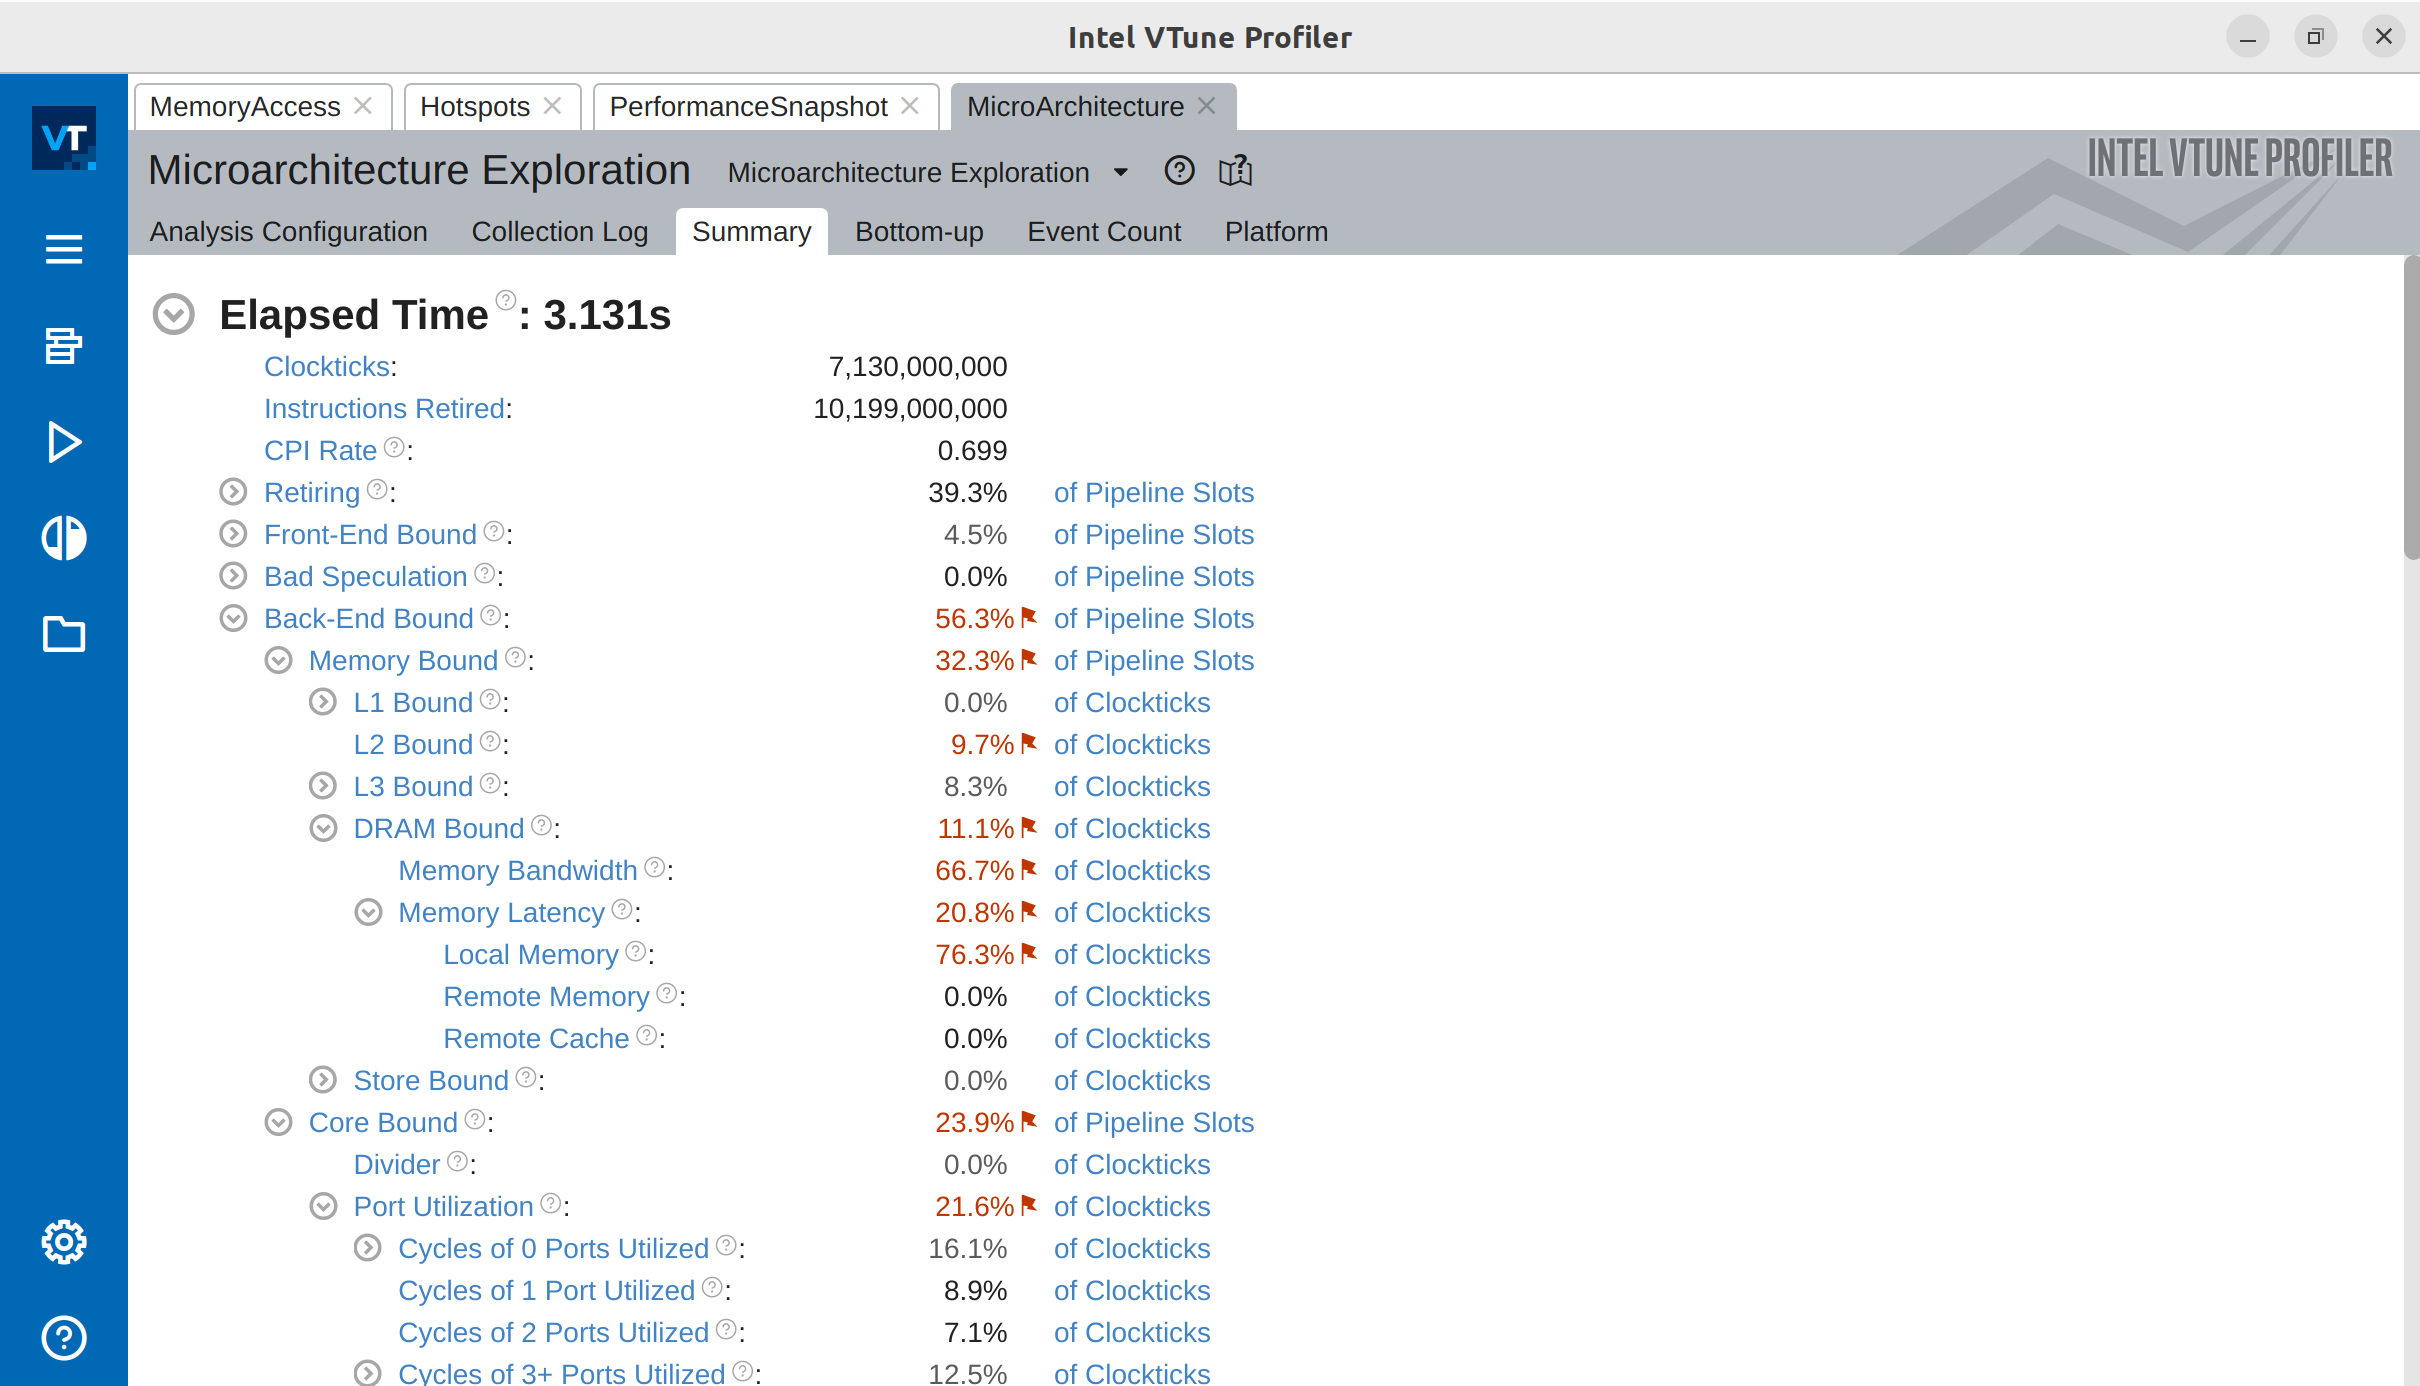 Intel VTune Profiler
VT
MemoryAccess Hotspots PerformanceSnapshot MicroArchitecture
Microarchitecture Exploration Microarchitecture Exploration
INTEL VTUNE PROFILER
Analysis Configuration Collection Log Summary Bottom-up Event Count Platform
Elapsed Time ?: 3.131s
Clockticks: 7,130,000,000
Instructions Retired: 10,199,000,000
CPI Rate ?: 0.699
Retiring ?: 39.3% of Pipeline Slots
Front-End Bound ?: 4.5% of Pipeline Slots
Bad Speculation ?: 0.0% of Pipeline Slots
Back-End Bound ?: 56.3% of Pipeline Slots
Memory Bound ?: 32.3% of Pipeline Slots
L1 Bound ?: 0.0% of Clockticks
L2 Bound ?: 9.7% of Clockticks
L3 Bound ?: 8.3% of Clockticks
DRAM Bound ?: 11.1% of Clockticks
Memory Bandwidth ?: 66.7% of Clockticks
Memory Latency ?: 20.8% of Clockticks
Local Memory ?: 76.3% of Clockticks
Remote Memory ?: 0.0% of Clockticks
Remote Cache ?: 0.0% of Clockticks
Store Bound ?: 0.0% of Clockticks
Core Bound ?: 23.9% of Pipeline Slots
Divider ?: 0.0% of Clockticks
Port Utilization ?: 21.6% of Clockticks
Cycles of 0 Ports Utilized ?: 16.1% of Clockticks
Cycles of 1 Port Utilized ?: 8.9% of Clockticks
Cycles of 2 Ports Utilized ?: 7.1% of Clockticks
Cycles of 3+ Ports Utilized ?: 12.5% of Clockticks